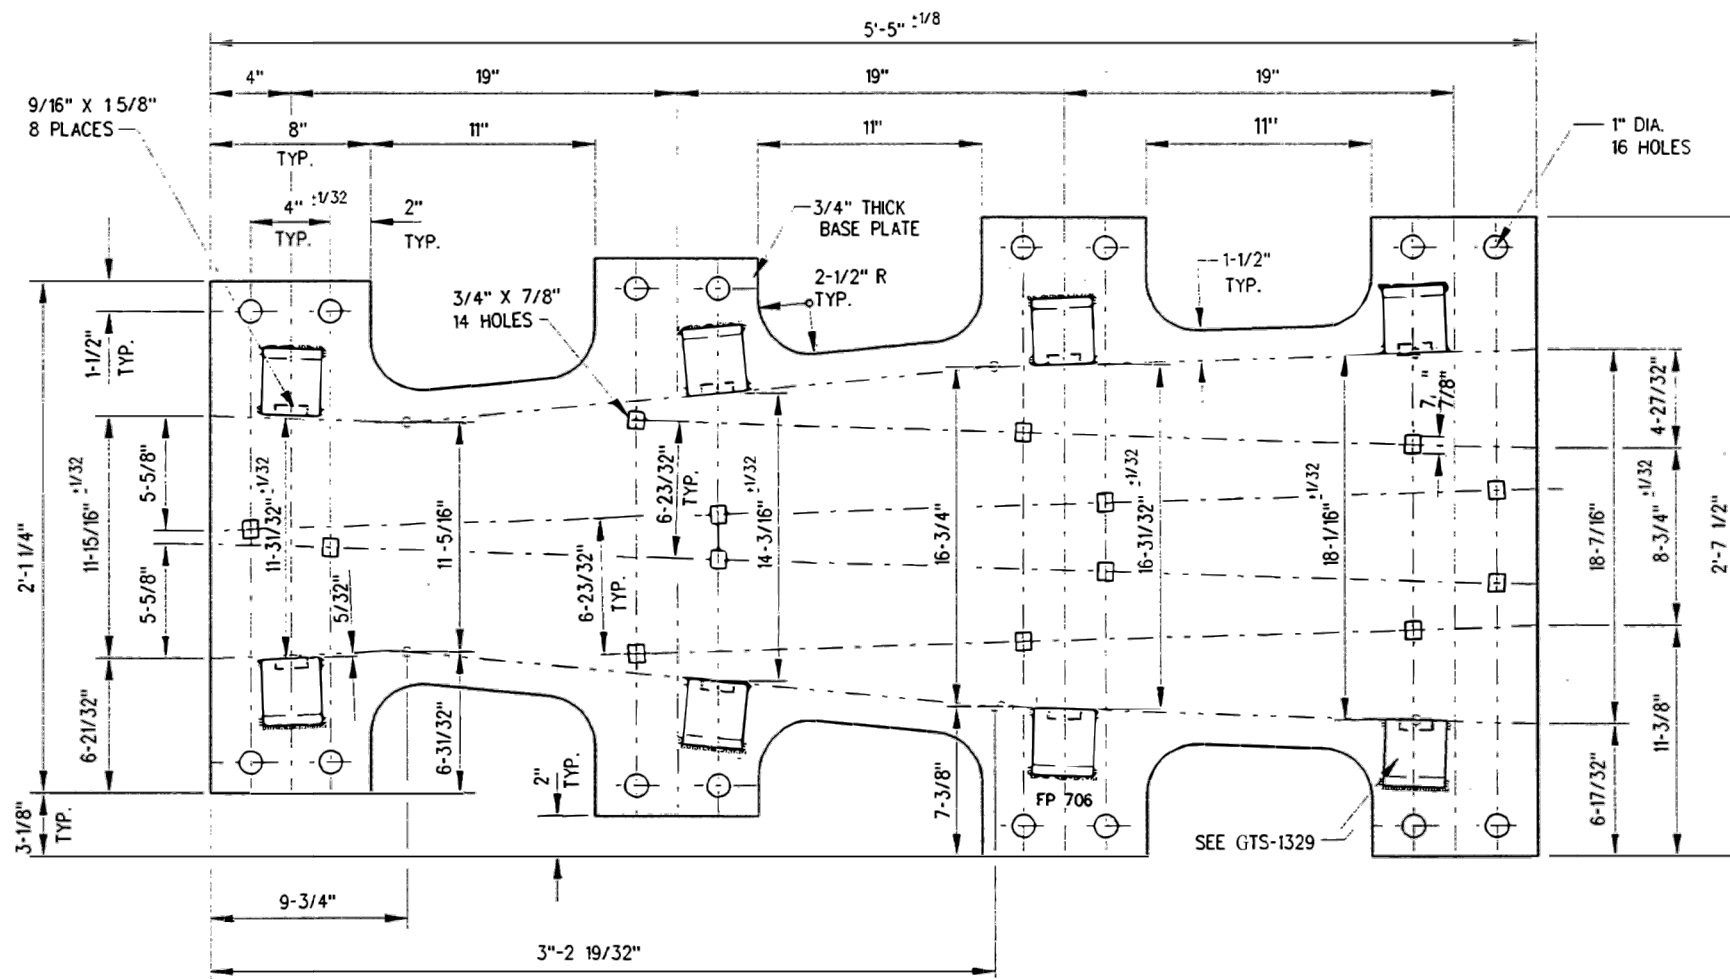 5'-5" ±1/8
4"
19"
19"
19"
9/16" X 1 5/8"
8 PLACES
8"
TYP.
11"
11"
11"
1" DIA.
16 HOLES
4" ±1/32
TYP.
2"
TYP.
3/4" THICK
BASE PLATE
2-1/2" R
TYP.
1-1/2"
TYP.
3/4" X 7/8"
14 HOLES
1-1/2"
TYP.
2'-1 1/4"
11-15/16" ±1/32
5-5/8"
5-5/8"
11-31/32" ±1/32
11-5/16"
5/32"
6-23/32"
TYP.
6-23/32"
TYP.
14-3/16" ±1/32
16-3/4"
16-31/32" ±1/32
18-1/16" ±1/32
7/8"
4-27/32"
18-7/16"
8-3/4" ±1/32
2'-7 1/2"
6-21/32"
6-31/32"
2"
TYP.
7-3/8"
FP 706
SEE GTS-1329
6-17/32"
11-3/8"
3-1/8"
TYP.
9-3/4"
3"-2 19/32"